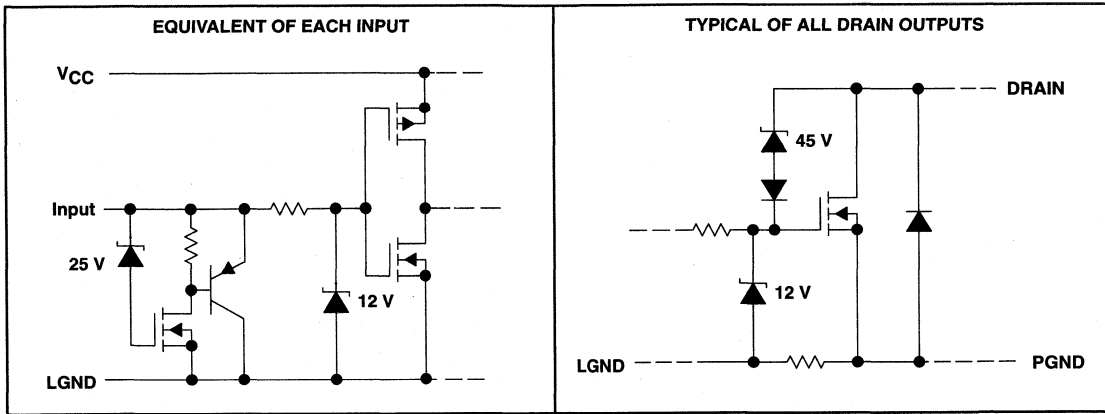 EQUIVALENT OF EACH INPUT
VCC
Input
25 V
12 V
LGND
TYPICAL OF ALL DRAIN OUTPUTS
DRAIN
45 V
12 V
LGND
PGND